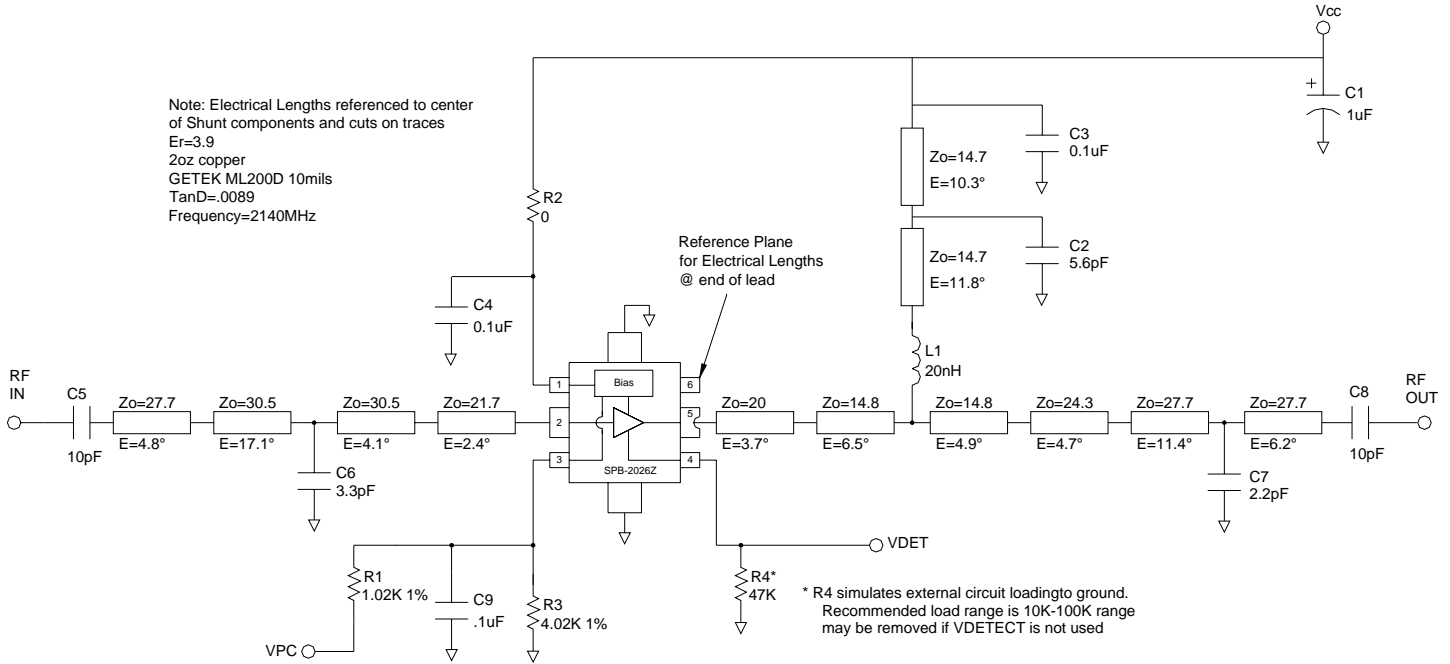 Vcc
+
C1
1uF
Note: Electrical Lengths referenced to center
of Shunt components and cuts on traces
Er=3.9
2oz copper
GETEK ML200D 10mils
TanD=.0089
Frequency=2140MHz
C3
0.1uF
Zo=14.7
E=10.3°
R2
0
Reference Plane
for Electrical Lengths
@ end of lead
C2
5.6pF
Zo=14.7
E=11.8°
C4
0.1uF
L1
20nH
RF
IN
C5
10pF
Zo=27.7
E=4.8°
Zo=30.5
E=17.1°
Zo=30.5
E=4.1°
Zo=21.7
E=2.4°
1
2
3
Bias
SPB-2026Z
6
5
4
Zo=20
E=3.7°
Zo=14.8
E=6.5°
Zo=14.8
E=4.9°
Zo=24.3
E=4.7°
Zo=27.7
E=11.4°
Zo=27.7
E=6.2°
C8
10pF
RF
OUT
C6
3.3pF
C7
2.2pF
VDET
R1
1.02K 1%
C9
.1uF
R3
4.02K 1%
R4*
47K
* R4 simulates external circuit loadingto ground.
Recommended load range is 10K-100K range
may be removed if VDETECT is not used
VPC